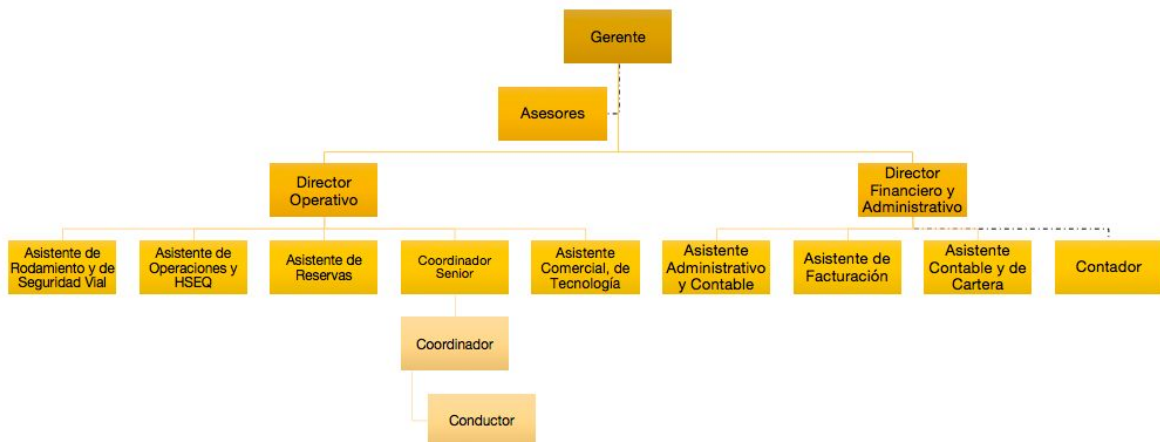 Gerente
Asesores
Director
Operativo
Director
Financiero y
Administrativo
Asistente de
Rodamiento y de
Seguridad Vial
Asistente de
Operaciones y
HSEQ
Asistente de
Reservas
Coordinador
Senior
Asistente
Comercial, de
Tecnología
Asistente
Administrativo
y Contable
Asistente de
Facturación
Asistente
Contable y de
Cartera
Contador
Coordinador
Conductor